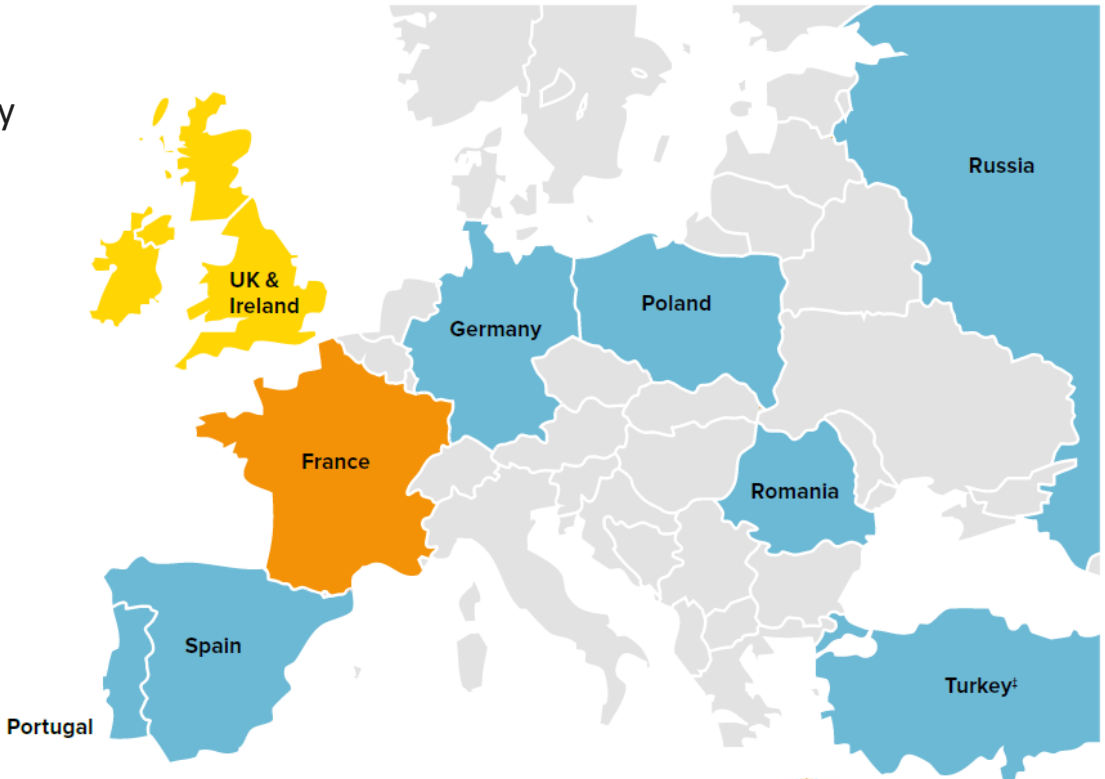 y
Russia
UK &
Ireland
Poland
Germany
France
Romania
Spain
Turkey‡
Portugal